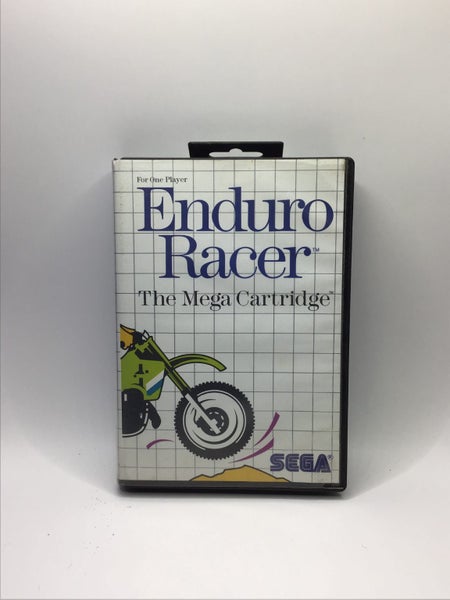 For One Player
Enduro
Racer™
The Mega Cartridge™
SEGA®